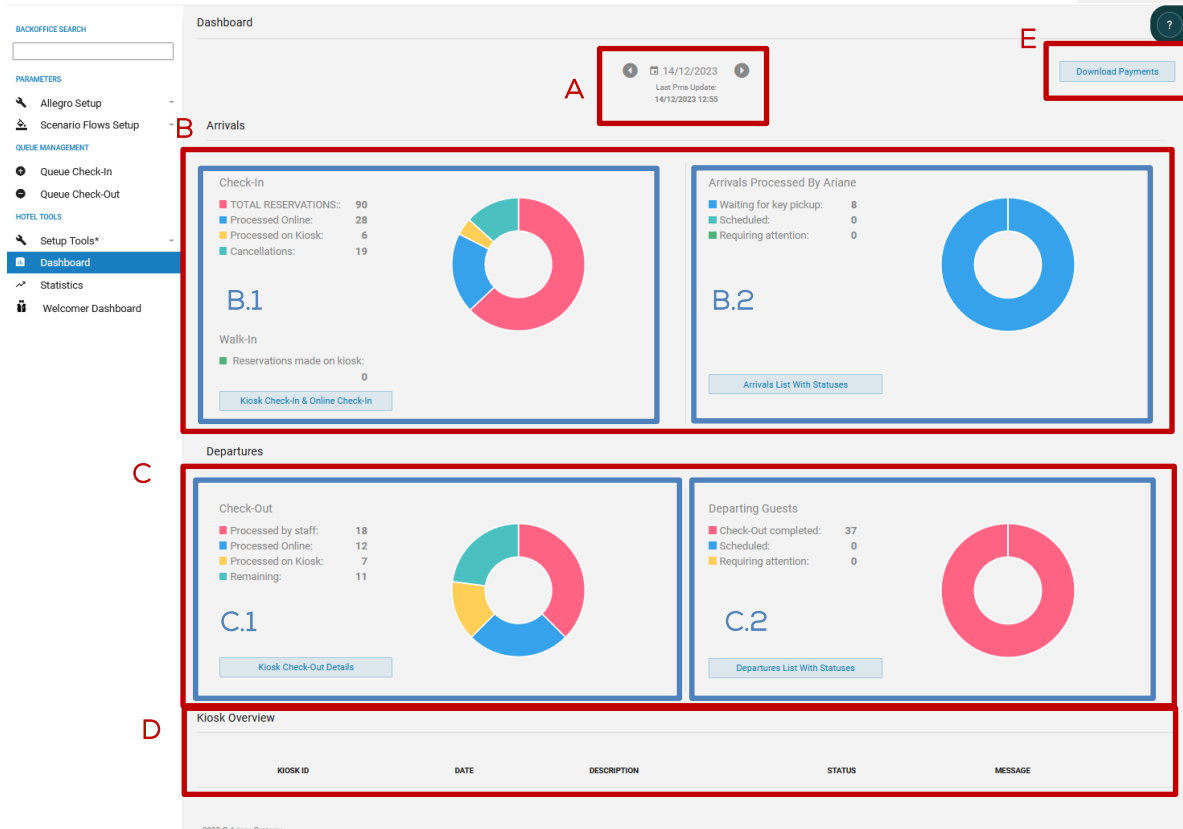 BACKOFFICE SEARCH
PARAMETERS
Allegro Setup
Scenario Flows Setup
QUEUE MANAGEMENT
Queue Check-In
Queue Check-Out
HOTEL TOOLS
Setup Tools*
Dashboard
Statistics
Welcomer Dashboard
Dashboard
?
E
Download Payments
A
14/12/2023
Last Pms Update:
14/12/2023 12:55
B
Arrivals
Check-In
TOTAL RESERVATIONS:: 90
Processed Online: 28
Processed on Kiosk: 6
Cancellations: 19
B.1
Walk-In
Reservations made on kiosk:
0
Kiosk Check-In & Online Check-In
Arrivals Processed By Ariane
Waiting for key pickup: 8
Scheduled: 0
Requiring attention: 0
B.2
Arrivals List With Statuses
Departures
C
Check-Out
Processed by staff: 18
Processed Online: 12
Processed on Kiosk: 7
Remaining: 11
C.1
Kiosk Check-Out Details
Departing Guests
Check-Out completed: 37
Scheduled: 0
Requiring attention: 0
C.2
Departures List With Statuses
D
Kiosk Overview
KIOSK ID DATE DESCRIPTION STATUS MESSAGE